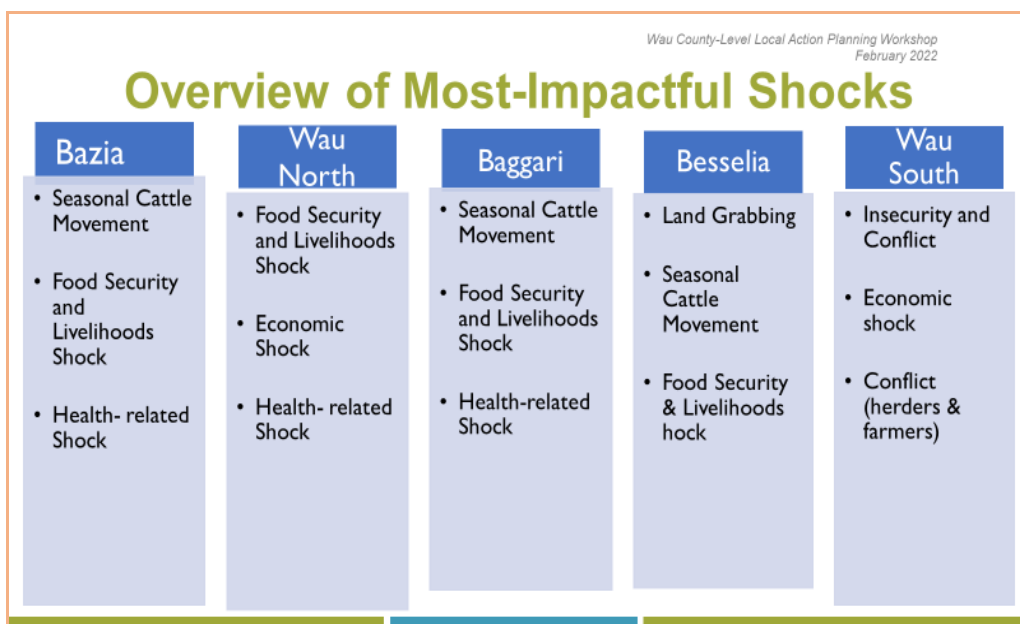 Wau County-Level Local Action Planning Workshop
February 2022
Overview of Most-Impactful Shocks
Bazia
• Seasonal Cattle
Movement
• Food Security
and
Livelihoods
Shock
• Health- related
Shock
Wau
North
• Food Security
and Livelihoods
Shock
• Economic
Shock
• Health- related
Shock
Baggari
• Seasonal Cattle
Movement
• Food Security
and Livelihoods
Shock
• Health-related
Shock
Besselia
• Land Grabbing
• Seasonal
Cattle
Movement
• Food Security
& Livelihoods
hock
Wau
South
• Insecurity and
Conflict
• Economic
shock
• Conflict
(herders &
farmers)